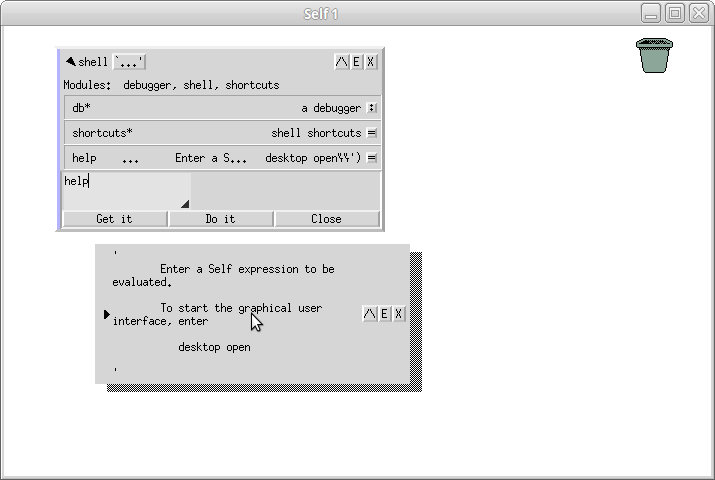 Self 1
shell `...' /\ E X
Modules: debugger, shell, shortcuts
db* a debugger
shortcuts* shell shortcuts
help ... Enter a S... desktop open\\')
help
Get it Do it Close
'
Enter a Self expression to be
evaluated.
To start the graphical user
interface, enter
/\ E X
desktop open
'